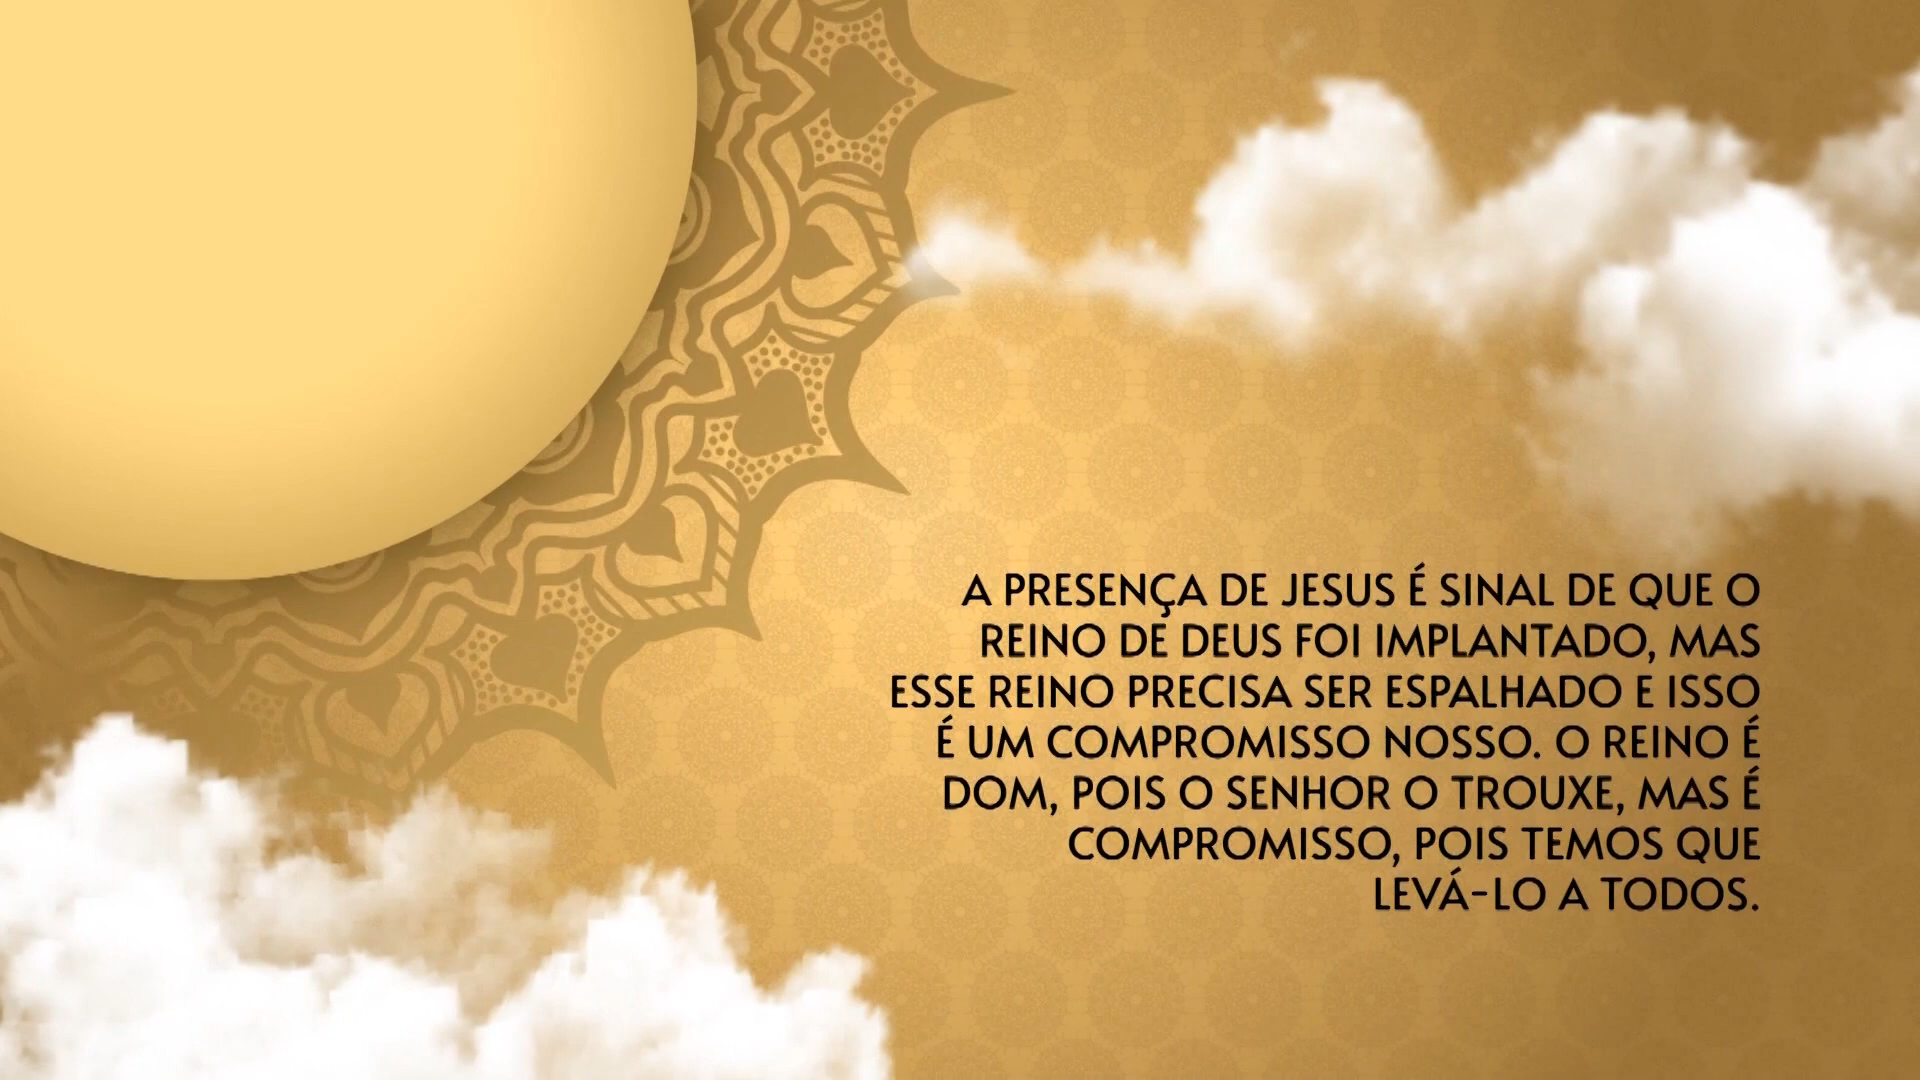 A PRESENÇA DE JESUS É SINAL DE QUE O
REINO DE DEUS FOI IMPLANTADO, MAS
ESSE REINO PRECISA SER ESPALHADO E ISSO
É UM COMPROMISSO NOSSO. O REINO É
DOM, POIS O SENHOR O TROUXE, MAS É
COMPROMISSO, POIS TEMOS QUE
LEVÁ-LO A TODOS.